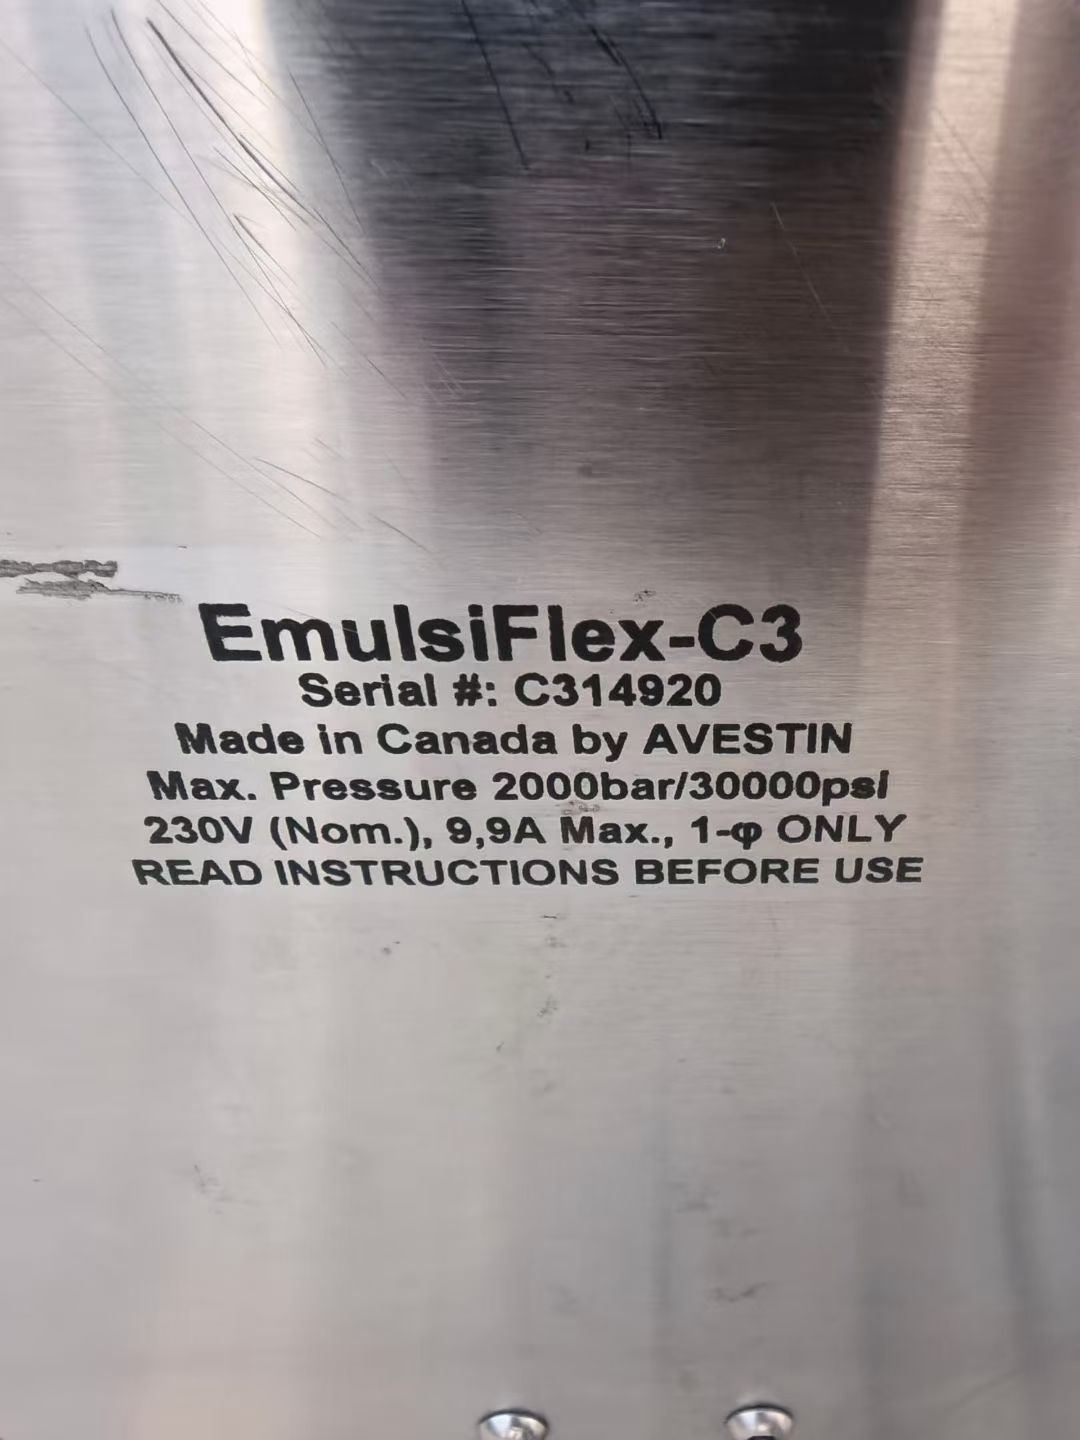 EmulsiFlex-C3
Serial #: C314920
Made in Canada by AVESTIN
Max. Pressure 2000bar/30000psi
230V (Nom.), 9,9A Max., 1-φ ONLY
READ INSTRUCTIONS BEFORE USE